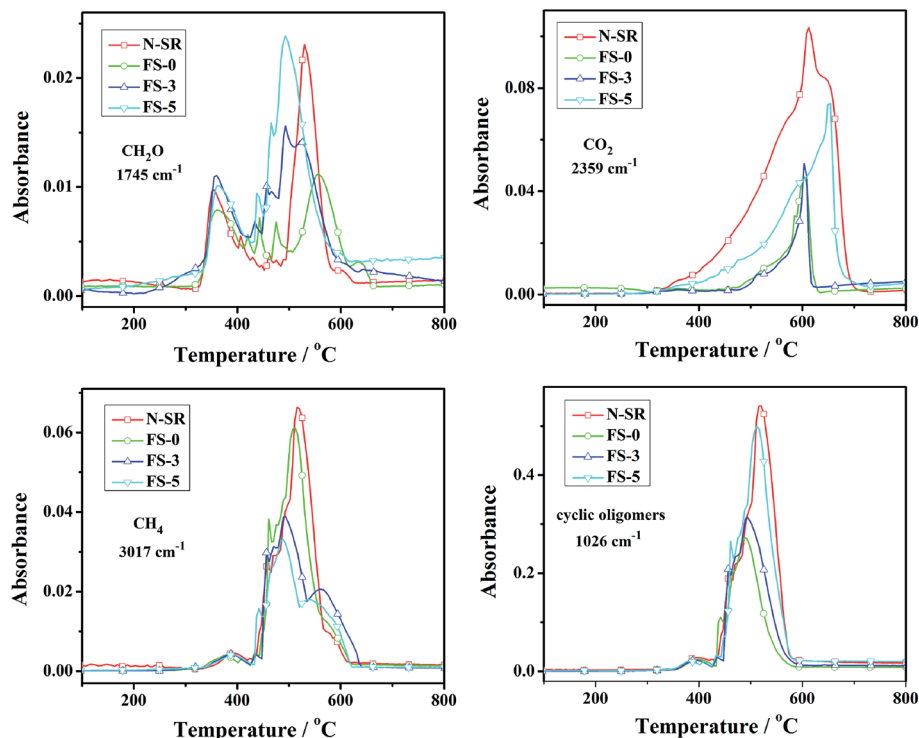 N-SR
FS-0
FS-3
FS-5
CH2O
1745 cm-1
0.02
0.01
0.00
Absorbance
200 400 600 800
Temperature / oC
N-SR
FS-0
FS-3
FS-5
CO2
2359 cm-1
0.08
0.04
0.00
Absorbance
200 400 600 800
Temperature / oC
N-SR
FS-0
FS-3
FS-5
CH4
3017 cm-1
0.06
0.04
0.02
0.00
Absorbance
200 400 600 800
Temperature / oC
N-SR
FS-0
FS-3
FS-5
cyclic oligomers
1026 cm-1
0.4
0.2
0.0
Absorbance
200 400 600 800
Temperature / oC